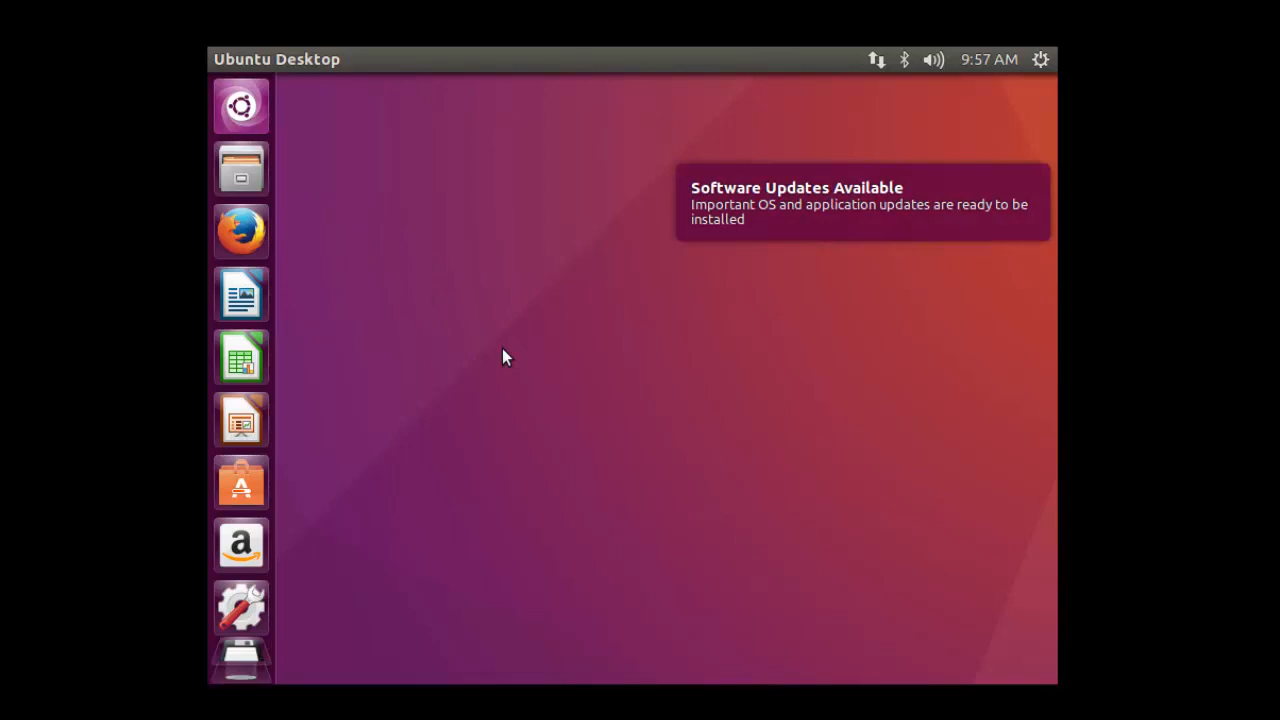 Ubuntu Desktop
9:57 AM
Software Updates Available
Important OS and application updates are ready to be
installed
a